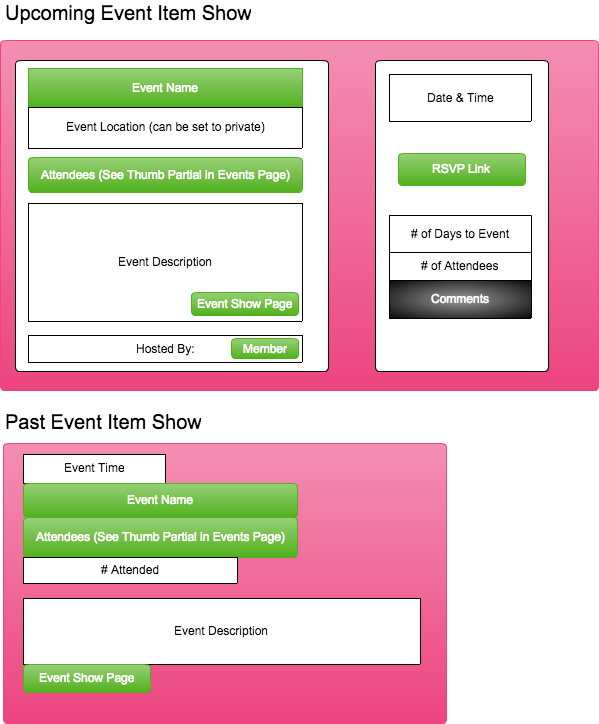 Upcoming Event Item Show
Event Name
Event Location (can be set to private)
Attendees (See Thumb Partial in Events Page)
Event Description
Event Show Page
Hosted By:
Member
Date & Time
RSVP Link
# of Days to Event
# of Attendees
Comments
Past Event Item Show
Event Time
Event Name
Attendees (See Thumb Partial in Events Page)
# Attended
Event Description
Event Show Page